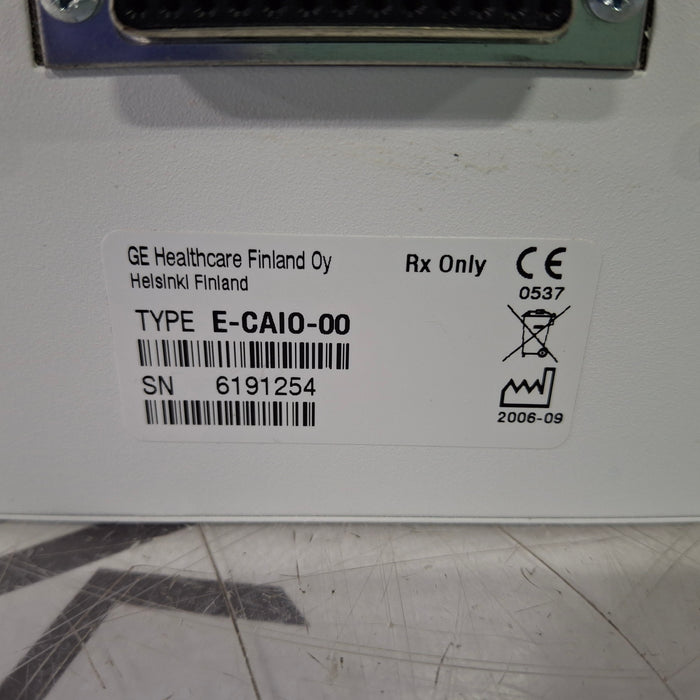 GE Healthcare Finland Oy
Helsinki Finland
Rx Only
CE
0537
TYPE E-CAIO-00
SN 6191254
2006-09